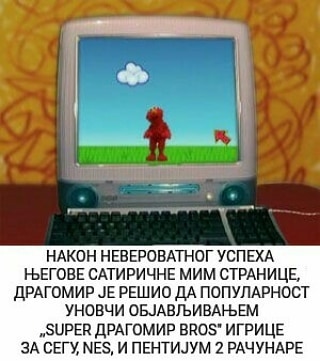 НАКОН НЕВЕРОВАТНОГ УСПЕХА
ЊЕГОВЕ САТИРИЧНЕ МИМ СТРАНИЦЕ,
ДРАГОМИР ЈЕ РЕШИО ДА ПОПУЛАРНОСТ
УНОВЧИ ОБЈАВЉИВАЊЕМ
„SUPER ДРАГОМИР BROS" ИГРИЦЕ
ЗА СЕГУ, NES, И ПЕНТИЈУМ 2 РАЧУНАРЕ